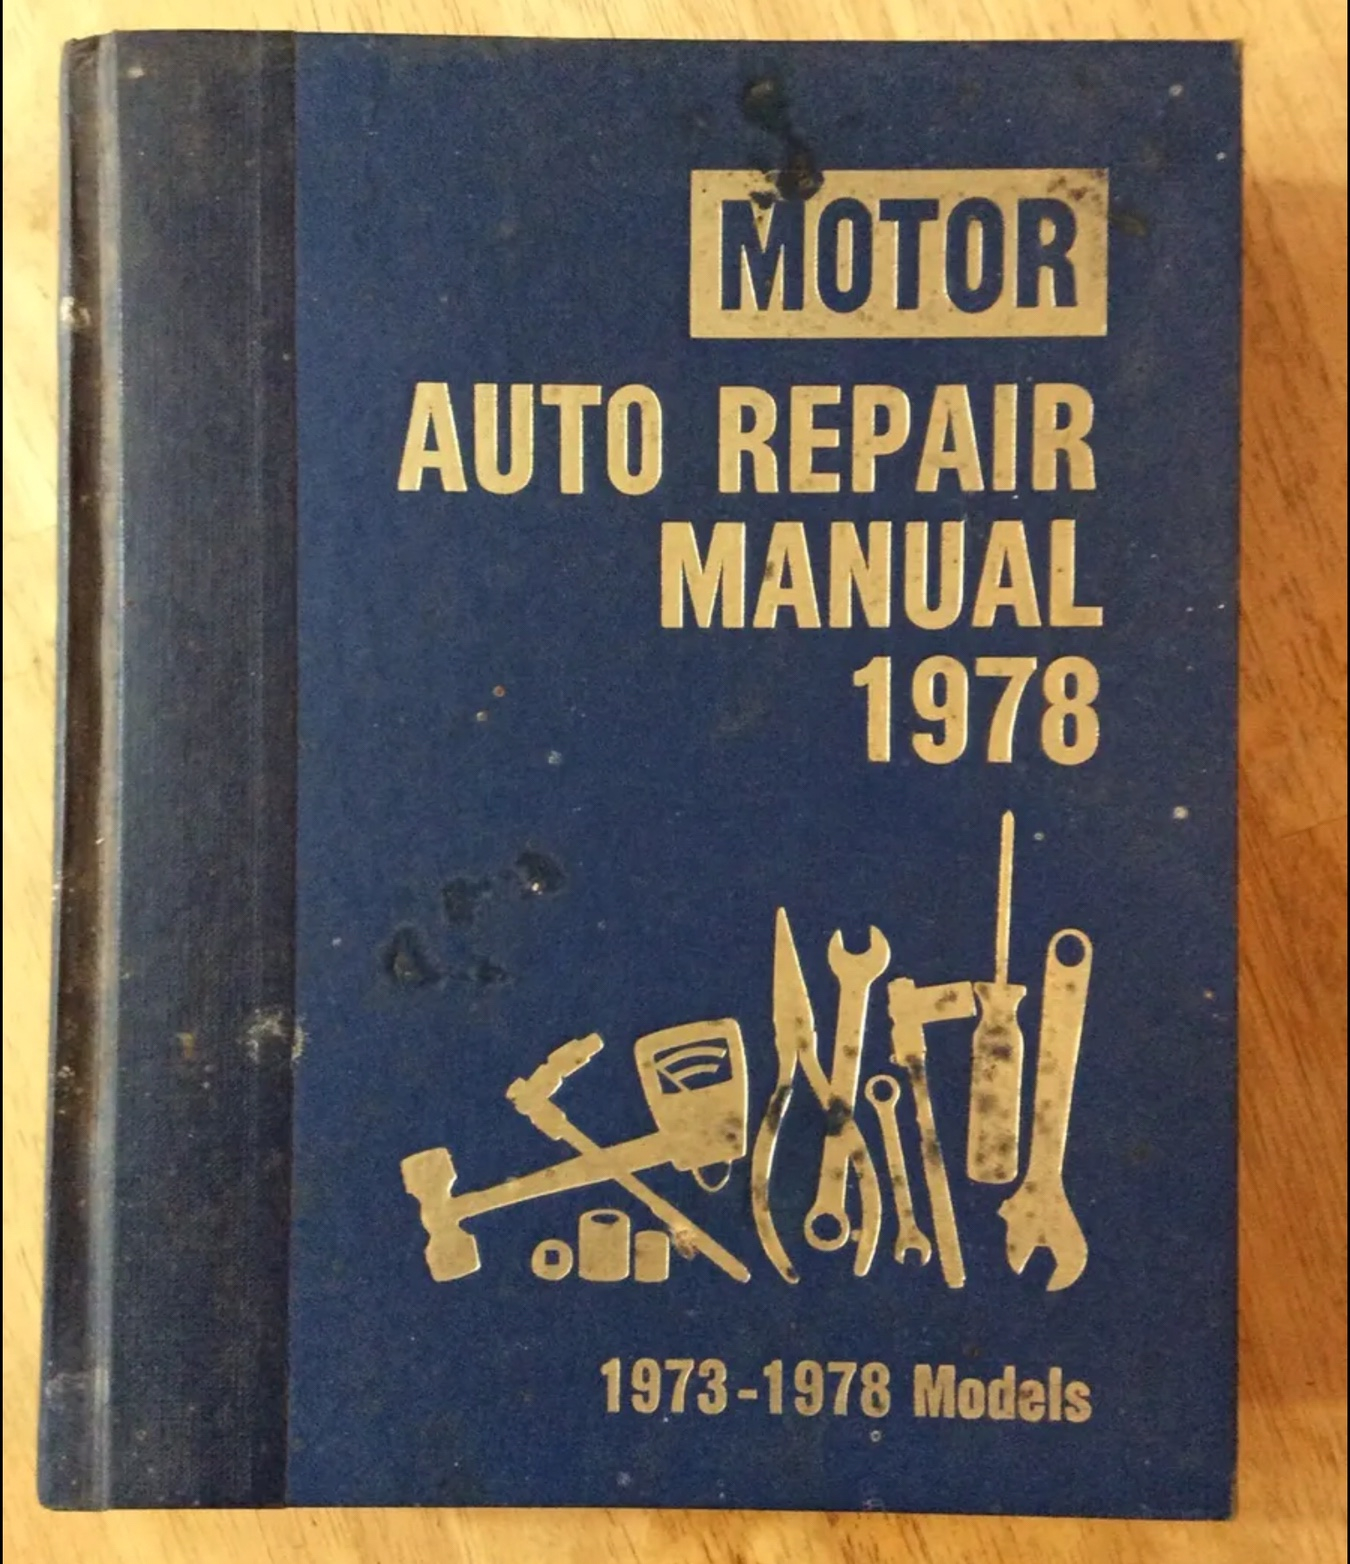 MOTOR
AUTO REPAIR
MANUAL
1978
1973-1978 Models